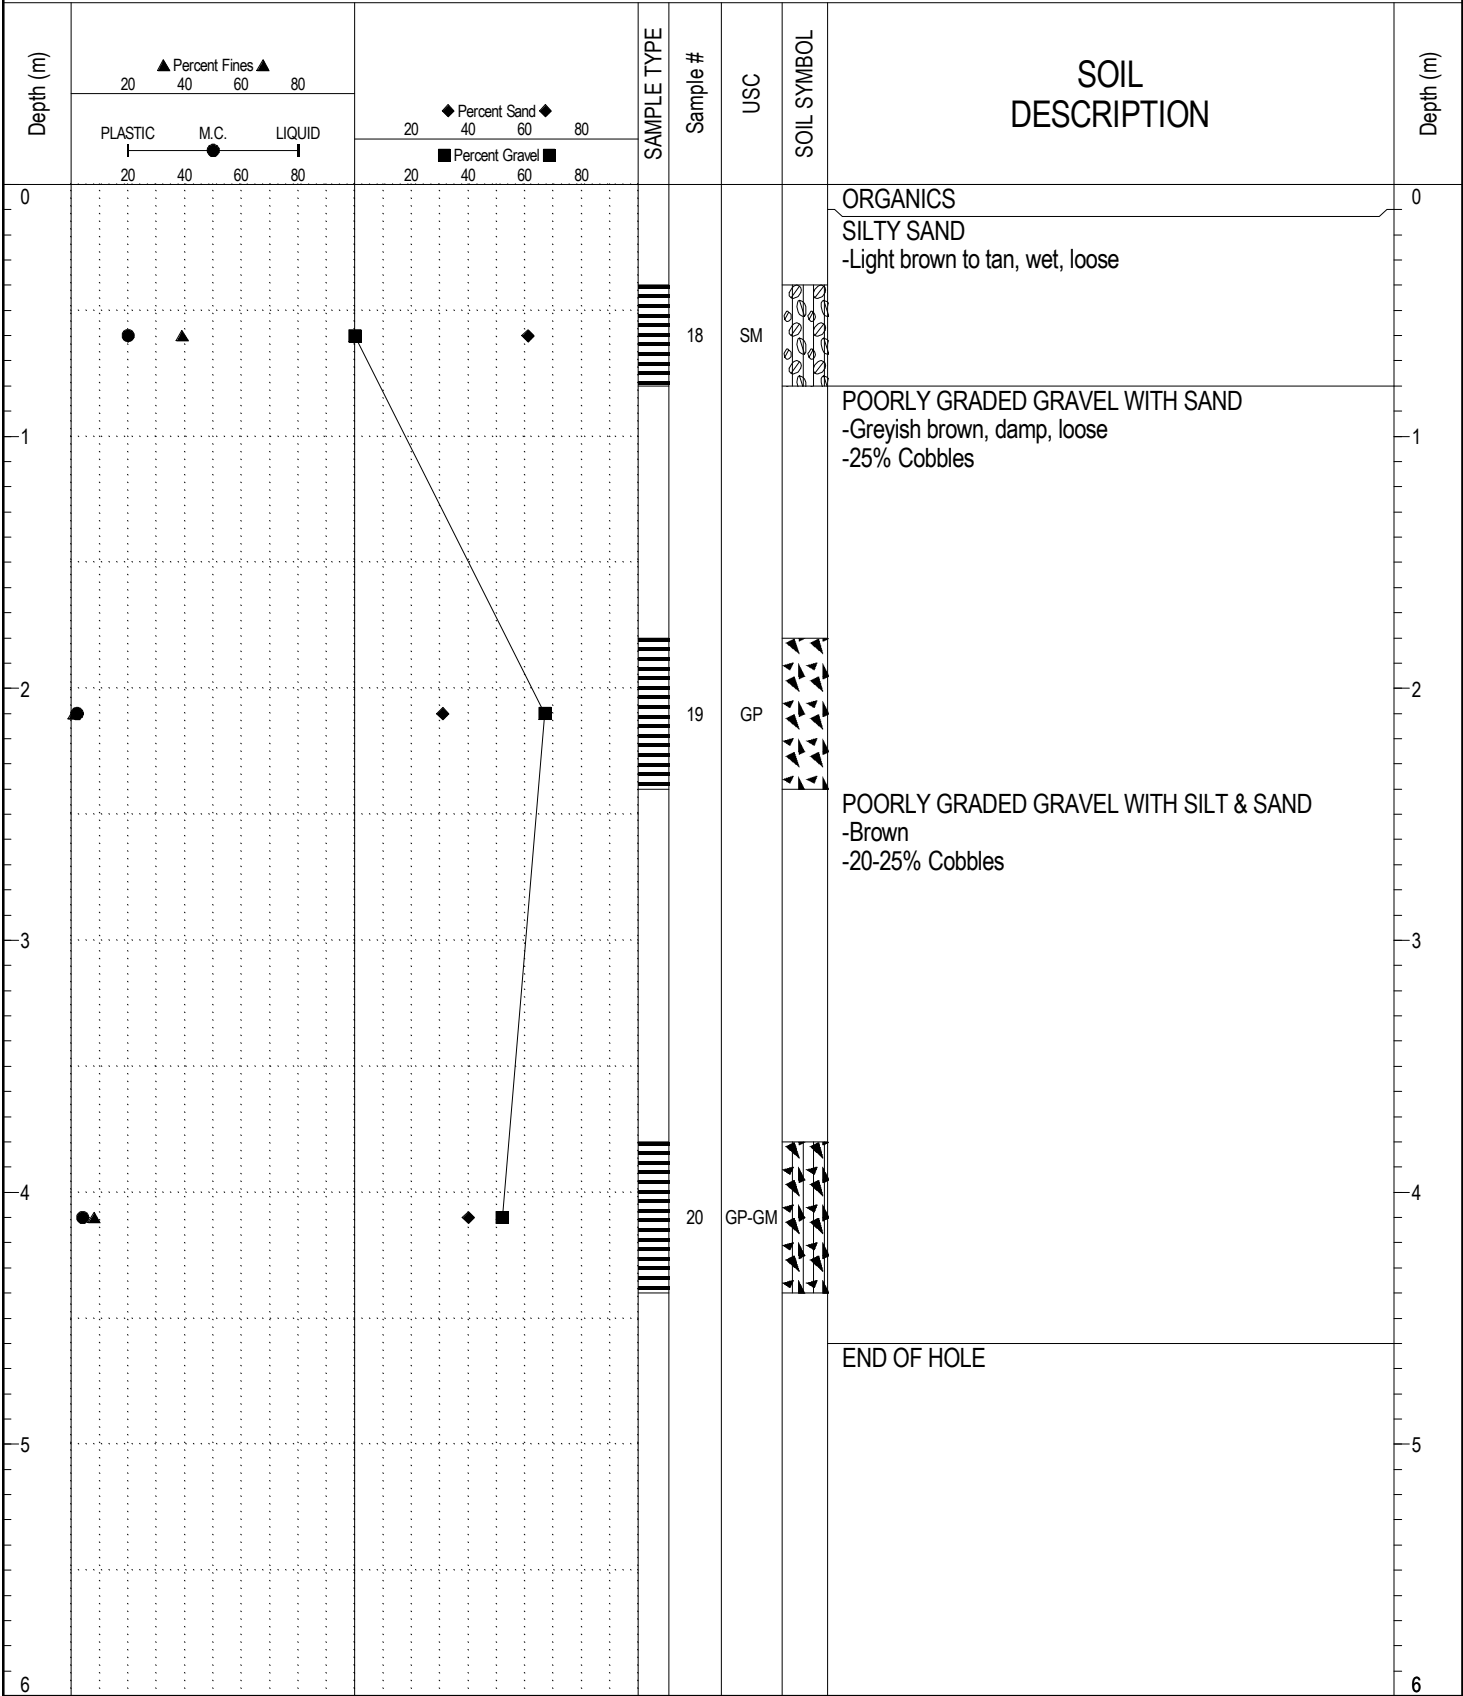 Depth (m)
▲ Percent Fines ▲
20 40 60 80
PLASTIC M.C. LIQUID
20 40 60 80
◆ Percent Sand ◆
20 40 60 80
■ Percent Gravel ■
20 40 60 80
SAMPLE TYPE
Sample #
USC
SOIL SYMBOL
SOIL
DESCRIPTION
Depth (m)
0 ORGANICS 0
SILTY SAND
-Light brown to tan, wet, loose
18 SM
POORLY GRADED GRAVEL WITH SAND
1 -Greyish brown, damp, loose 1
-25% Cobbles
2 2
19 GP
POORLY GRADED GRAVEL WITH SILT & SAND
-Brown
-20-25% Cobbles
3 3
4 4
20 GP-GM
END OF HOLE
5 5
6 6